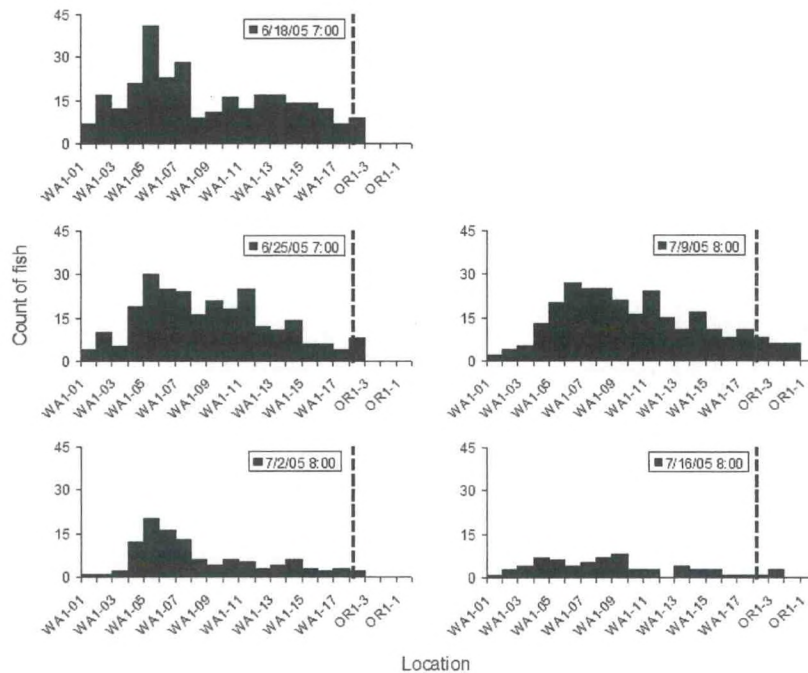 Count of fish
45
30
15
0
6/18/05 7:00
WA1-01
WA1-03
WA1-05
WA1-07
WA1-09
WA1-11
WA1-13
WA1-15
WA1-17
OR1-3
OR1-1
45
30
15
0
6/25/05 7:00
WA1-01
WA1-03
WA1-05
WA1-07
WA1-09
WA1-11
WA1-13
WA1-15
WA1-17
OR1-3
OR1-1
45
30
15
0
7/9/05 8:00
WA1-01
WA1-03
WA1-05
WA1-07
WA1-09
WA1-11
WA1-13
WA1-15
WA1-17
OR1-3
OR1-1
45
30
15
0
7/2/05 8:00
WA1-01
WA1-03
WA1-05
WA1-07
WA1-09
WA1-11
WA1-13
WA1-15
WA1-17
OR1-3
OR1-1
45
30
15
0
7/16/05 8:00
WA1-01
WA1-03
WA1-05
WA1-07
WA1-09
WA1-11
WA1-13
WA1-15
WA1-17
OR1-3
OR1-1
Location